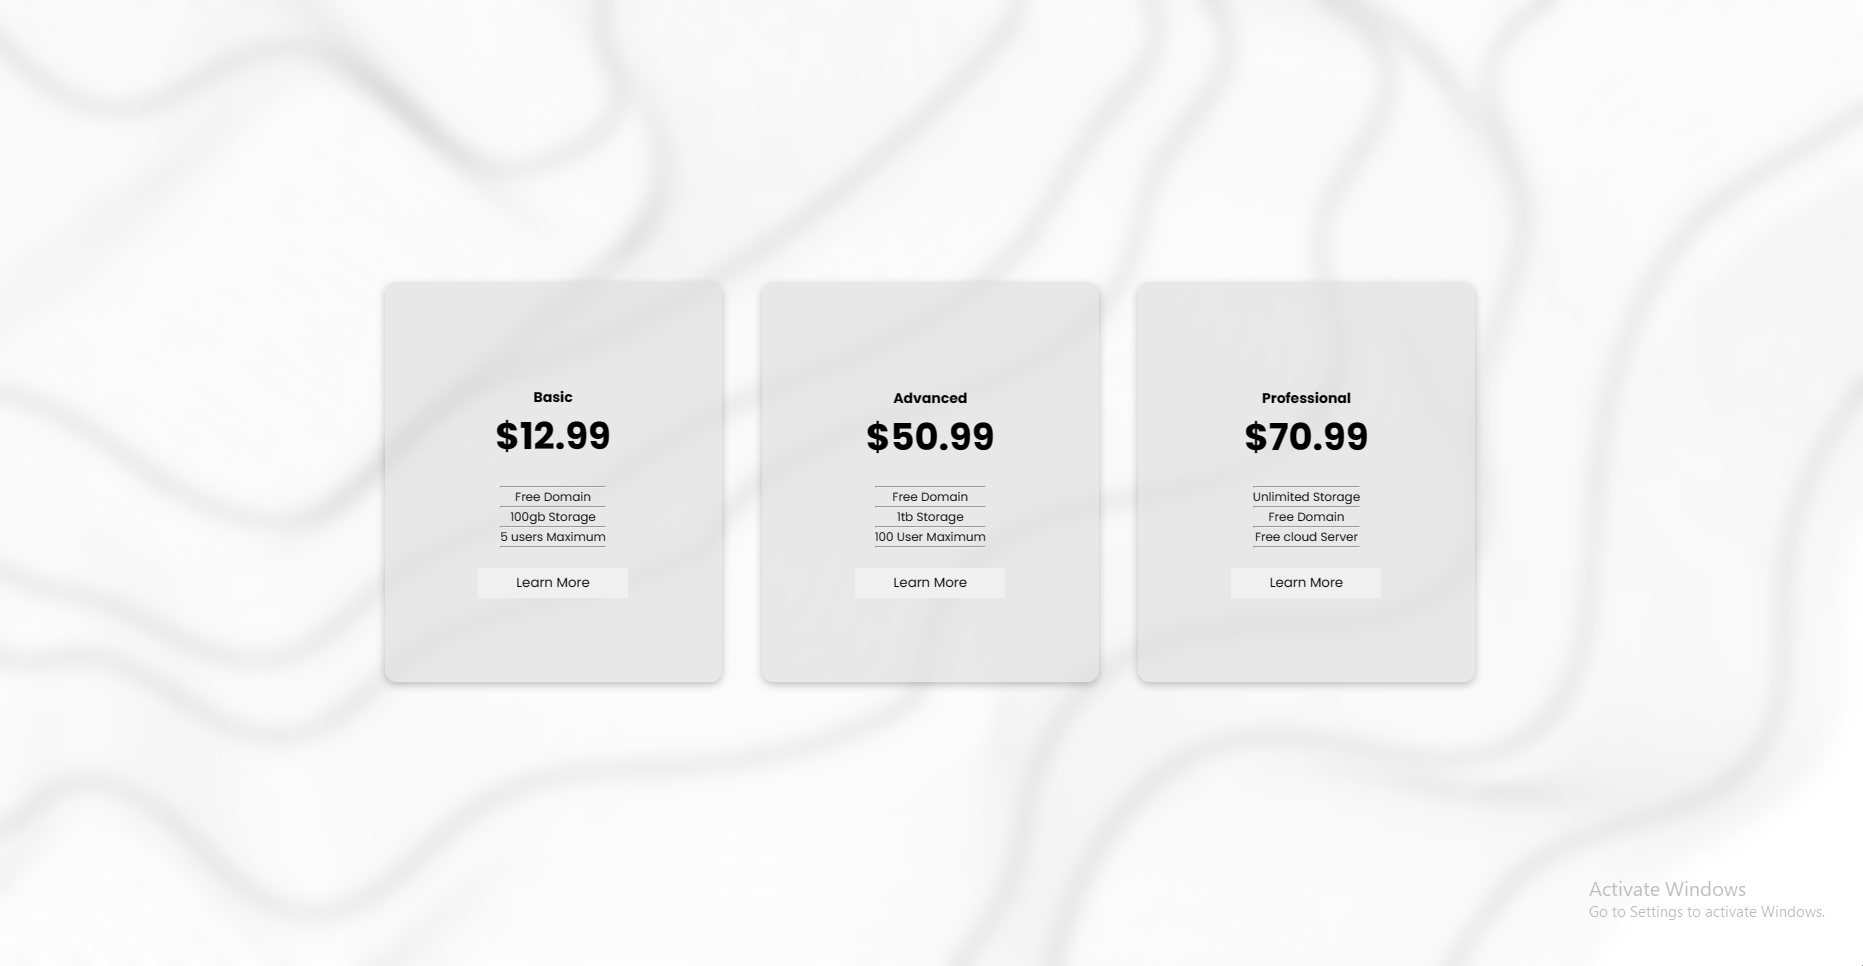 Basic
$12.99
Free Domain
100gb Storage
5 users Maximum
Learn More
Advanced
$50.99
Free Domain
1tb Storage
100 User Maximum
Learn More
Professional
$70.99
Unlimited Storage
Free Domain
Free cloud Server
Learn More
Activate Windows
Go to Settings to activate Windows.